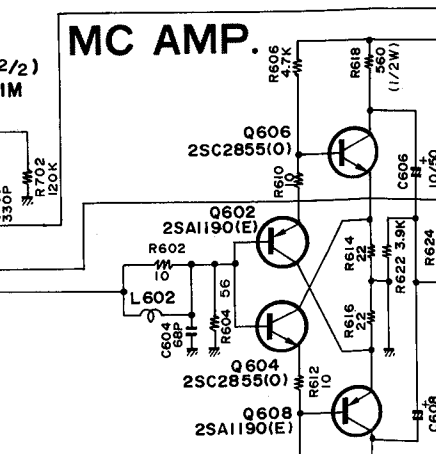 MC AMP.
2/2)
IM
R606
4.7K
R618
560
(1/2W)
R702
120K
330P
Q606
2SC2855(O)
C606
10/50
R610
10
Q602
2SA1190(E)
R602
10
L602
C604
68P
R604
56
R614
22
R622 3.9K
R624
R616
22
Q604
2SC2855(O)
R612
10
Q608
2SA1190(E)
C608